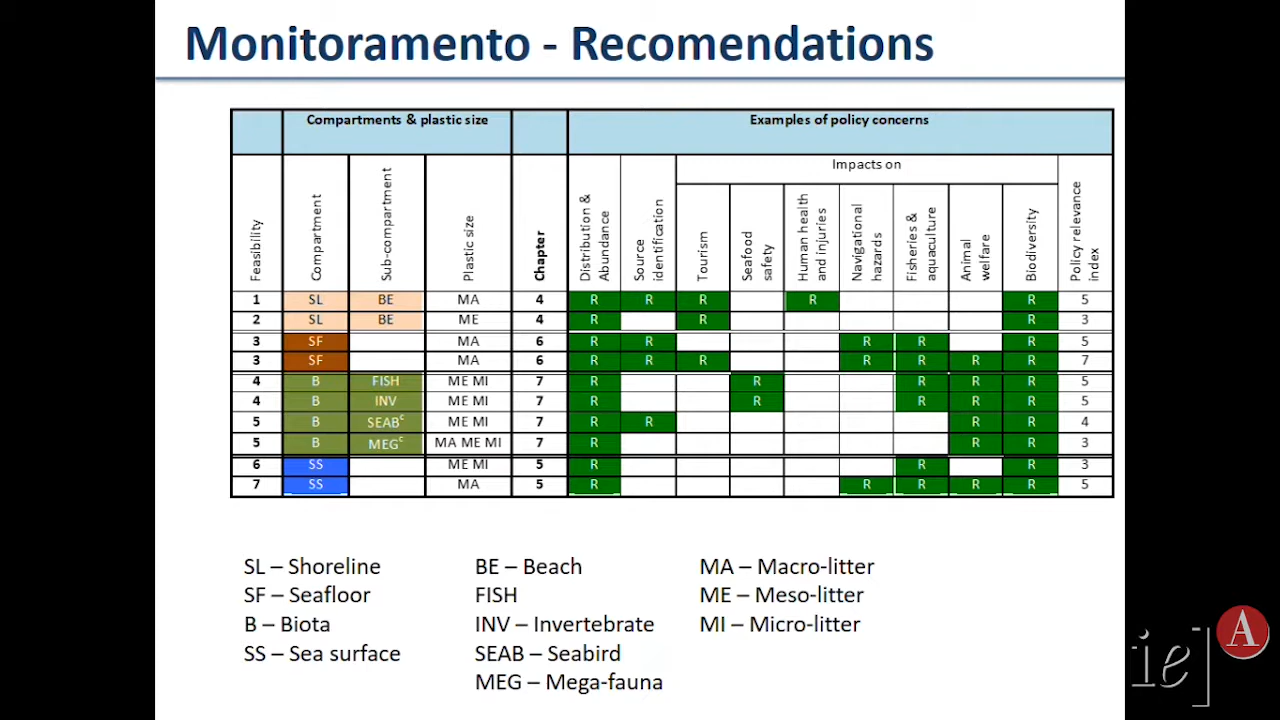 Monitoramento - Recomendations
Compartments & plastic size
Examples of policy concerns
Impacts on
Feasibility
Compartment
Sub-compartment
Plastic size
Chapter
Distribution &
Abundance
Source
identification
Tourism
Seafood
safety
Human health
and injuries
Navigational
hazards
Fisheries &
aquaculture
Animal
welfare
Biodiversity
Policy relevance
index
1 SL BE MA 4 R R R R R 5
2 SL BE ME 4 R R R 3
3 SF MA 6 R R R R R 5
3 SF MA 6 R R R R R R R 7
4 B FISH ME MI 7 R R R R R 5
4 B INV ME MI 7 R R R R R 5
5 B SEABc ME MI 7 R R R R 4
5 B MEGc MA ME MI 7 R R R 3
6 SS ME MI 5 R R R 3
7 SS MA 5 R R R R R 5
SL – Shoreline
SF – Seafloor
B – Biota
SS – Sea surface
BE – Beach
FISH
INV – Invertebrate
SEAB – Seabird
MEG – Mega-fauna
MA – Macro-litter
ME – Meso-litter
MI – Micro-litter
ie] A